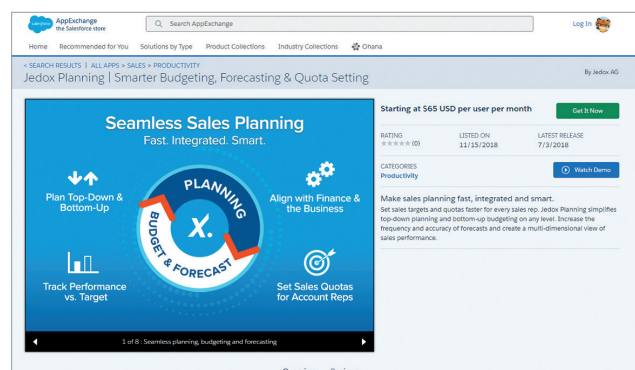 salesforce
AppExchange
the Salesforce store
Search AppExchange
Log In
Home Recommended for You Solutions by Type Product Collections Industry Collections Ohana
< SEARCH RESULTS | ALL APPS > SALES > PRODUCTIVITY
Jedox Planning | Smarter Budgeting, Forecasting & Quota Setting
By Jedox AG
Seamless Sales Planning
Fast. Integrated. Smart.
Plan Top-Down &
Bottom-Up
Align with Finance &
the Business
PLANNING
BUDGET & FORECAST
X.
Track Performance
vs. Target
Set Sales Quotas
for Account Reps
1 of 8 : Seamless planning, budgeting and forecasting
Starting at $65 USD per user per month
Get It Now
RATING LISTED ON LATEST RELEASE
(0) 11/15/2018 7/3/2018
CATEGORIES
Productivity
Watch Demo
Make sales planning fast, integrated and smart.
Set sales targets and quotas faster for every sales rep. Jedox Planning simplifies
top-down planning and bottom-up budgeting on any level. Increase the
frequency and accuracy of forecasts and create a multi-dimensional view of
sales performance.